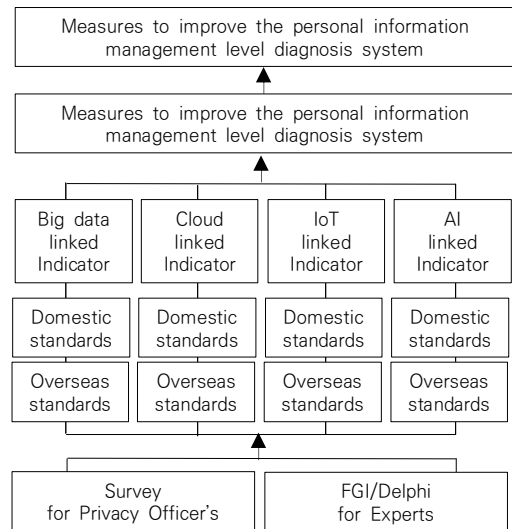 Measures to improve the personal information
management level diagnosis system
Measures to improve the personal information
management level diagnosis system
Big data
linked
Indicator
Cloud
linked
Indicator
IoT
linked
Indicator
AI
linked
Indicator
Domestic
standards
Domestic
standards
Domestic
standards
Domestic
standards
Overseas
standards
Overseas
standards
Overseas
standards
Overseas
standards
Survey
for Privacy Officer's
FGI/Delphi
for Experts